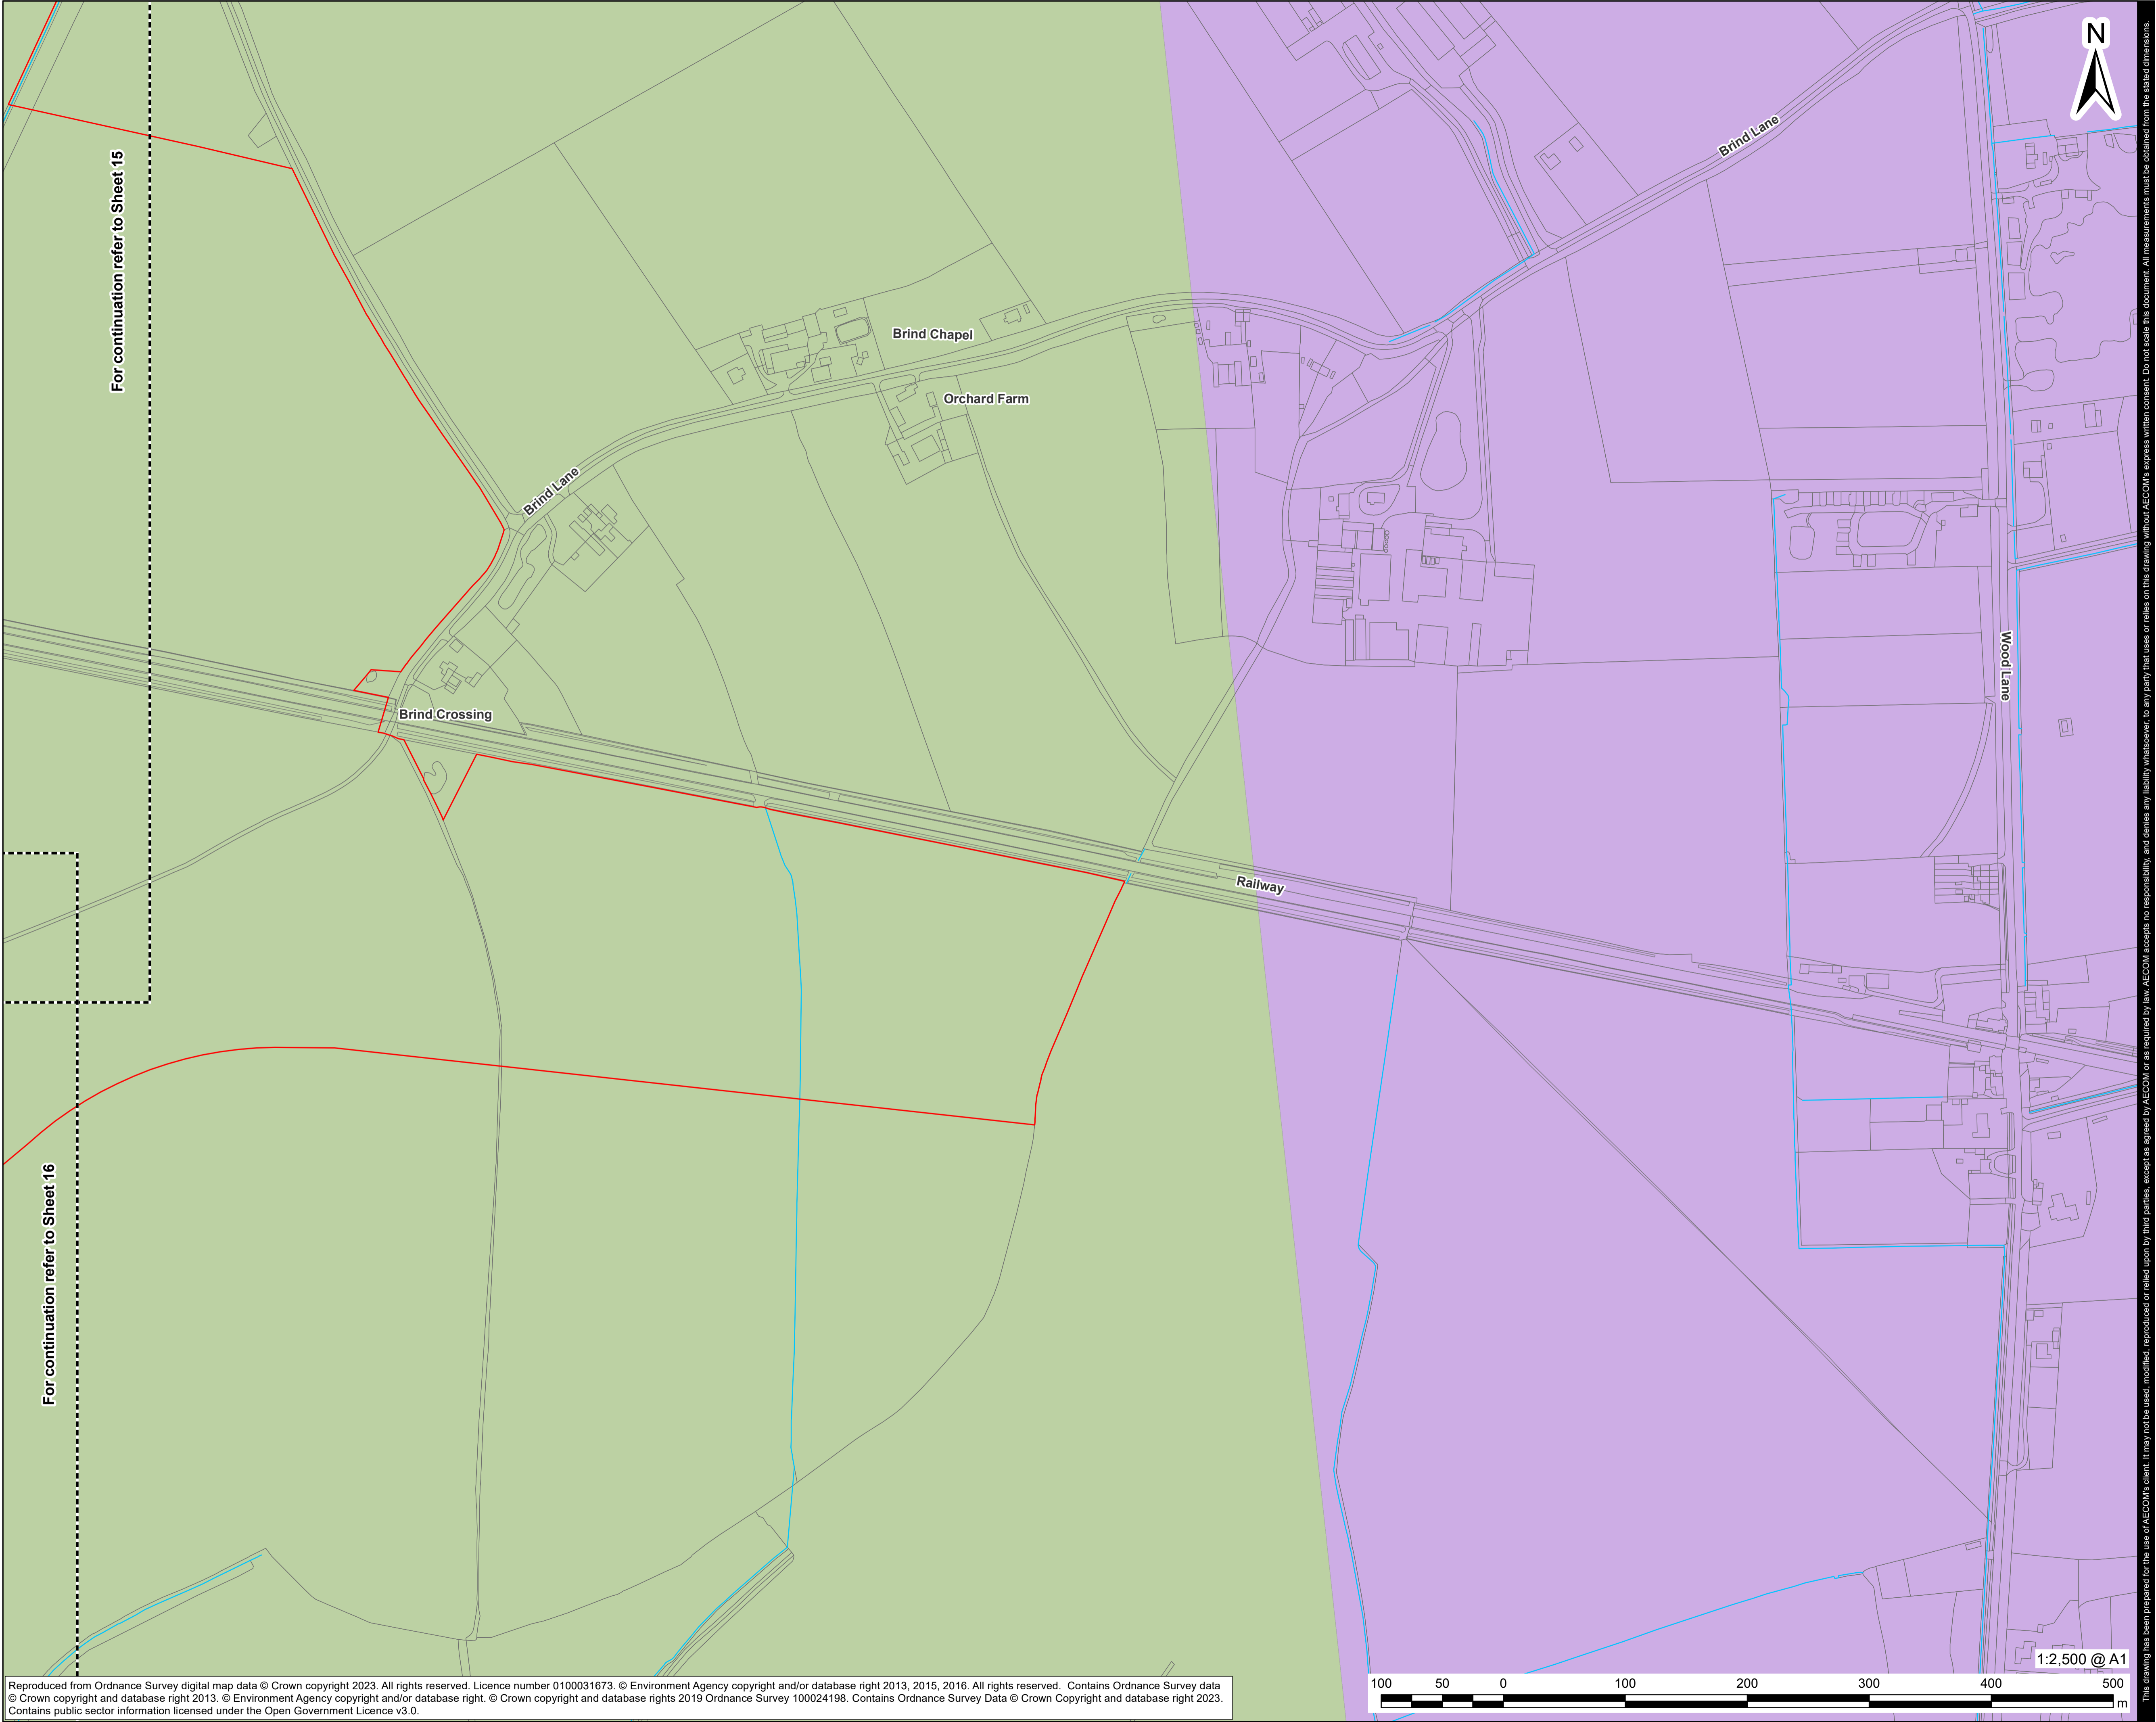 N
Brind Lane
For continuation refer to Sheet 15
Brind Chapel
Orchard Farm
Brind Lane
Wood Lane
Brind Crossing
Railway
For continuation refer to Sheet 16
1:2,500 @ A1
100 50 0 100 200 300 400 500
m
Reproduced from Ordnance Survey digital map data © Crown copyright 2023. All rights reserved. Licence number 0100031673. © Environment Agency copyright and/or database right 2013, 2015, 2016. All rights reserved. Contains Ordnance Survey data
© Crown copyright and database right 2013. © Environment Agency copyright and/or database right. © Crown copyright and database rights 2019 Ordnance Survey 100024198. Contains Ordnance Survey Data © Crown Copyright and database right 2023.
Contains public sector information licensed under the Open Government Licence v3.0.
This drawing has been prepared for the use of AECOM's client. It may not be used, modified, reproduced or relied upon by third parties, except as agreed by AECOM or as required by law. AECOM accepts no responsibility, and denies any liability whatsoever, to any party that uses or relies on this drawing without AECOM's express written consent. Do not scale this document. All measurements must be obtained from the stated dimensions.